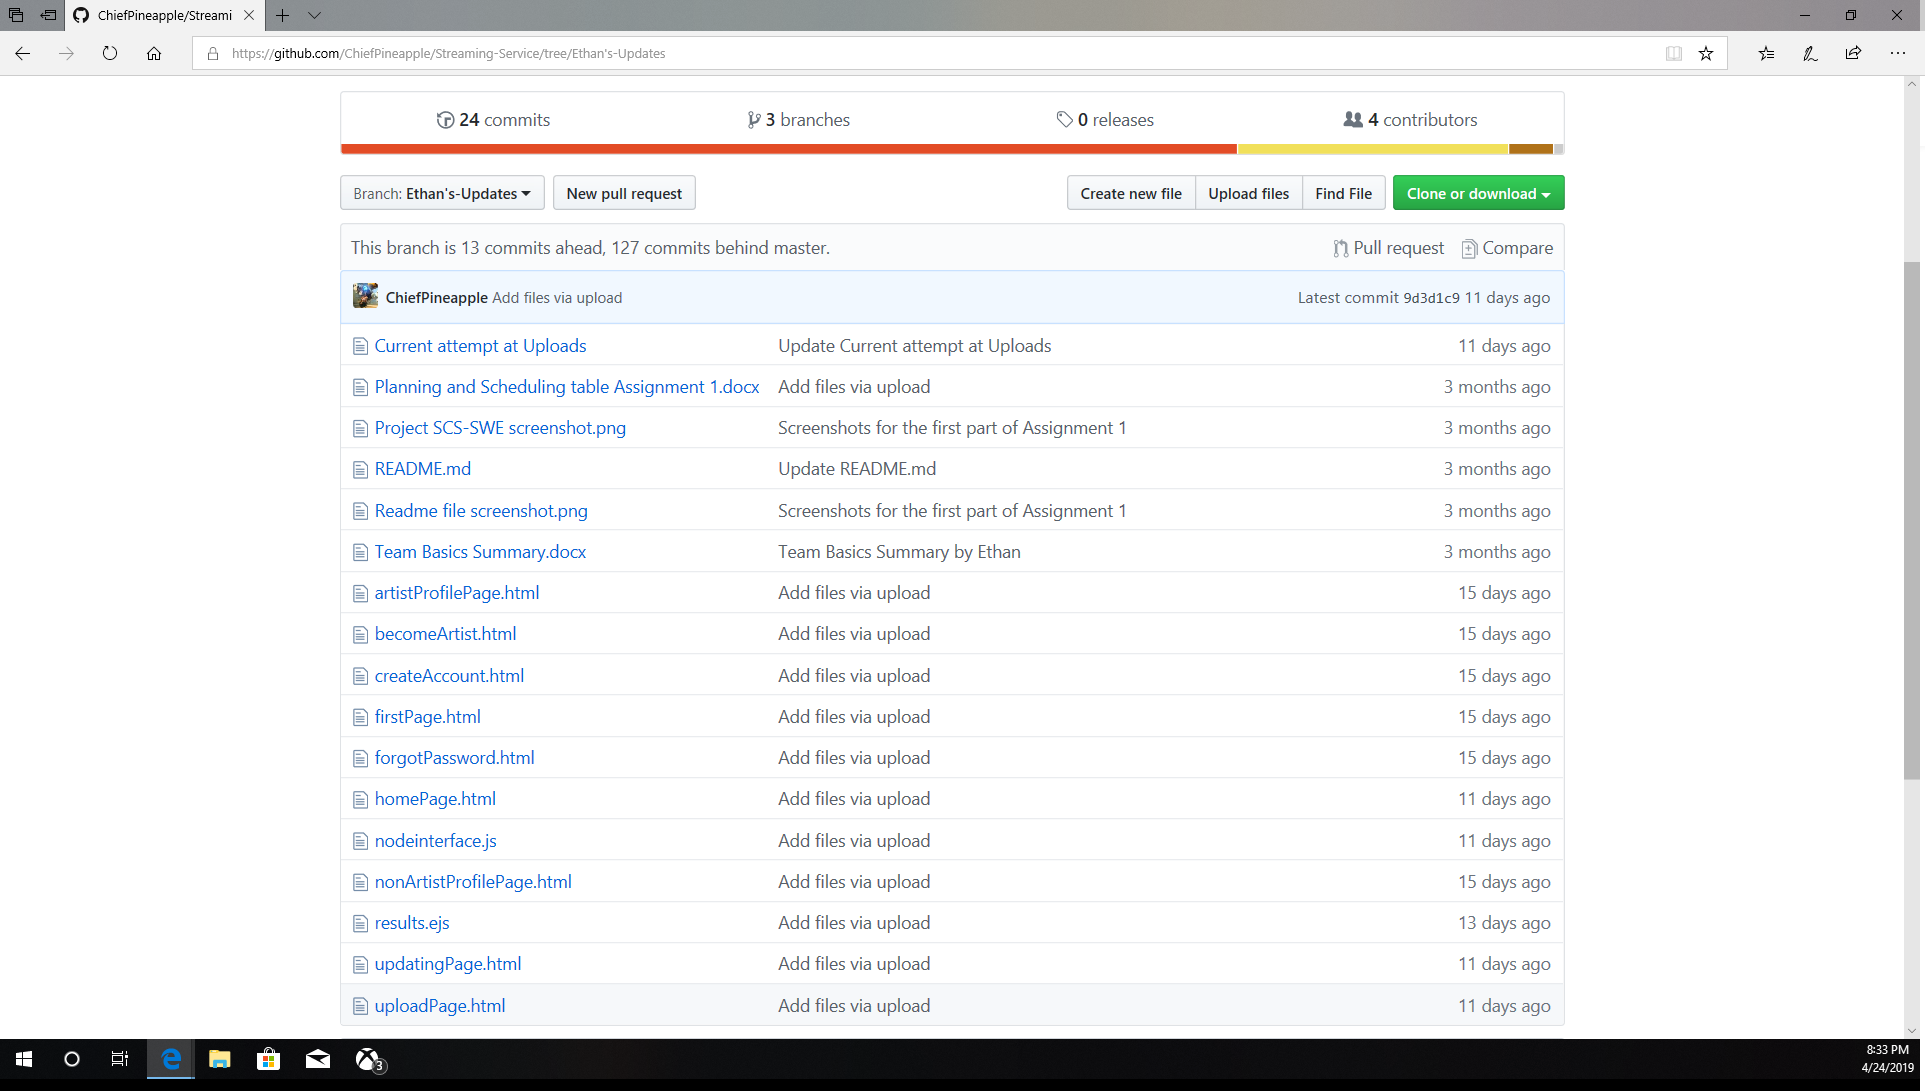 ChiefPineapple/Streami
https://github.com/ChiefPineapple/Streaming-Service/tree/Ethan's-Updates
24 commits 3 branches 0 releases 4 contributors
Branch: Ethan's-Updates New pull request Create new file Upload files Find File Clone or download
This branch is 13 commits ahead, 127 commits behind master. Pull request Compare
ChiefPineapple Add files via upload Latest commit 9d3d1c9 11 days ago
Current attempt at Uploads Update Current attempt at Uploads 11 days ago
Planning and Scheduling table Assignment 1.docx Add files via upload 3 months ago
Project SCS-SWE screenshot.png Screenshots for the first part of Assignment 1 3 months ago
README.md Update README.md 3 months ago
Readme file screenshot.png Screenshots for the first part of Assignment 1 3 months ago
Team Basics Summary.docx Team Basics Summary by Ethan 3 months ago
artistProfilePage.html Add files via upload 15 days ago
becomeArtist.html Add files via upload 15 days ago
createAccount.html Add files via upload 15 days ago
firstPage.html Add files via upload 15 days ago
forgotPassword.html Add files via upload 15 days ago
homePage.html Add files via upload 11 days ago
nodeinterface.js Add files via upload 11 days ago
nonArtistProfilePage.html Add files via upload 15 days ago
results.ejs Add files via upload 13 days ago
updatingPage.html Add files via upload 11 days ago
uploadPage.html Add files via upload 11 days ago
3
8:33 PM
4/24/2019